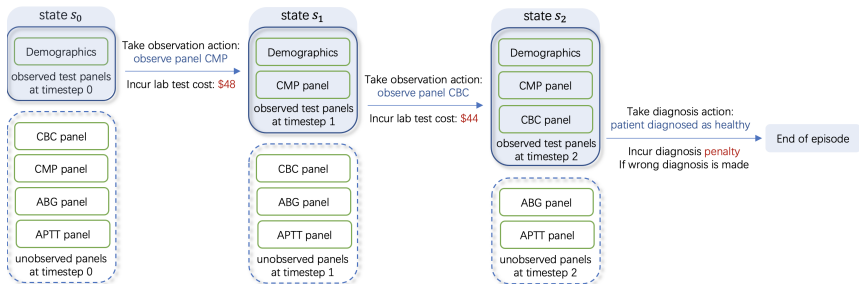 state s₀
Demographics
observed test panels
at timestep 0
CBC panel
CMP panel
ABG panel
APTT panel
unobserved panels
at timestep 0
Take observation action:
observe panel CMP
Incur lab test cost: $48
state s₁
Demographics
CMP panel
observed test panels
at timestep 1
CBC panel
ABG panel
APTT panel
unobserved panels
at timestep 1
Take observation action:
observe panel CBC
Incur lab test cost: $44
state s₂
Demographics
CMP panel
CBC panel
observed test panels
at timestep 2
ABG panel
APTT panel
unobserved panels
at timestep 2
Take diagnosis action:
patient diagnosed as healthy
Incur diagnosis penalty
If wrong diagnosis is made
End of episode